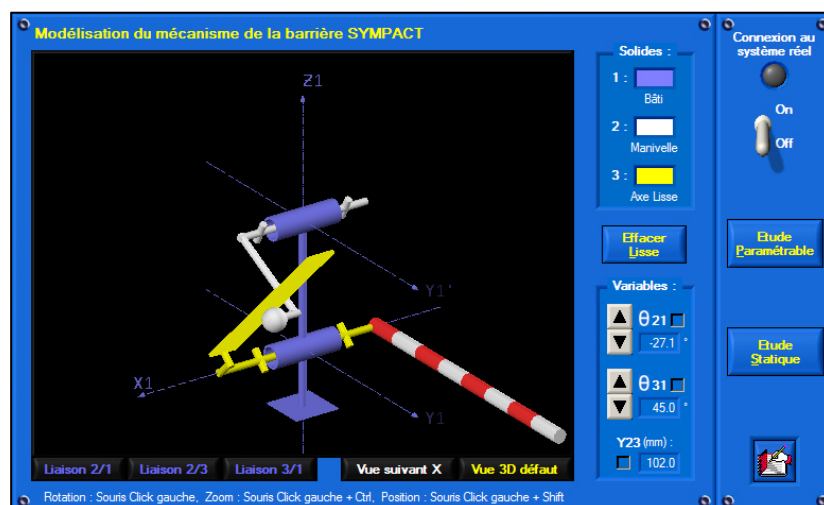 Modélisation du mécanisme de la barrière SYMPACT
Z1
Y1'
X1
Y1
Liaison 2/1
Liaison 2/3
Liaison 3/1
Vue suivant X
Vue 3D défaut
Rotation : Souris Click gauche, Zoom : Souris Click gauche + Ctrl, Position : Souris Click gauche + Shift
Solides :
1 :
Bâti
2 :
Manivelle
3 :
Axe Lisse
Effacer
Lisse
Variables :
θ21
-27.1 °
θ31
45.0 °
Y23 (mm) :
102.0
Connexion au
système réel
On
Off
Etude
Paramétrable
Etude
Statique